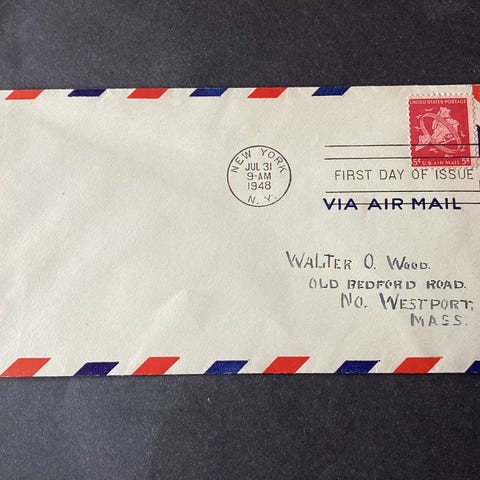 UNITED STATES POSTAGE
5¢ U.S. AIR MAIL 5¢
NEW YORK
JUL 31
9-AM
1948
N.Y.
FIRST DAY OF ISSUE
VIA AIR MAIL
WALTER O. WOOD.
OLD BEDFORD ROAD.
NO. WESTPORT,
MASS.